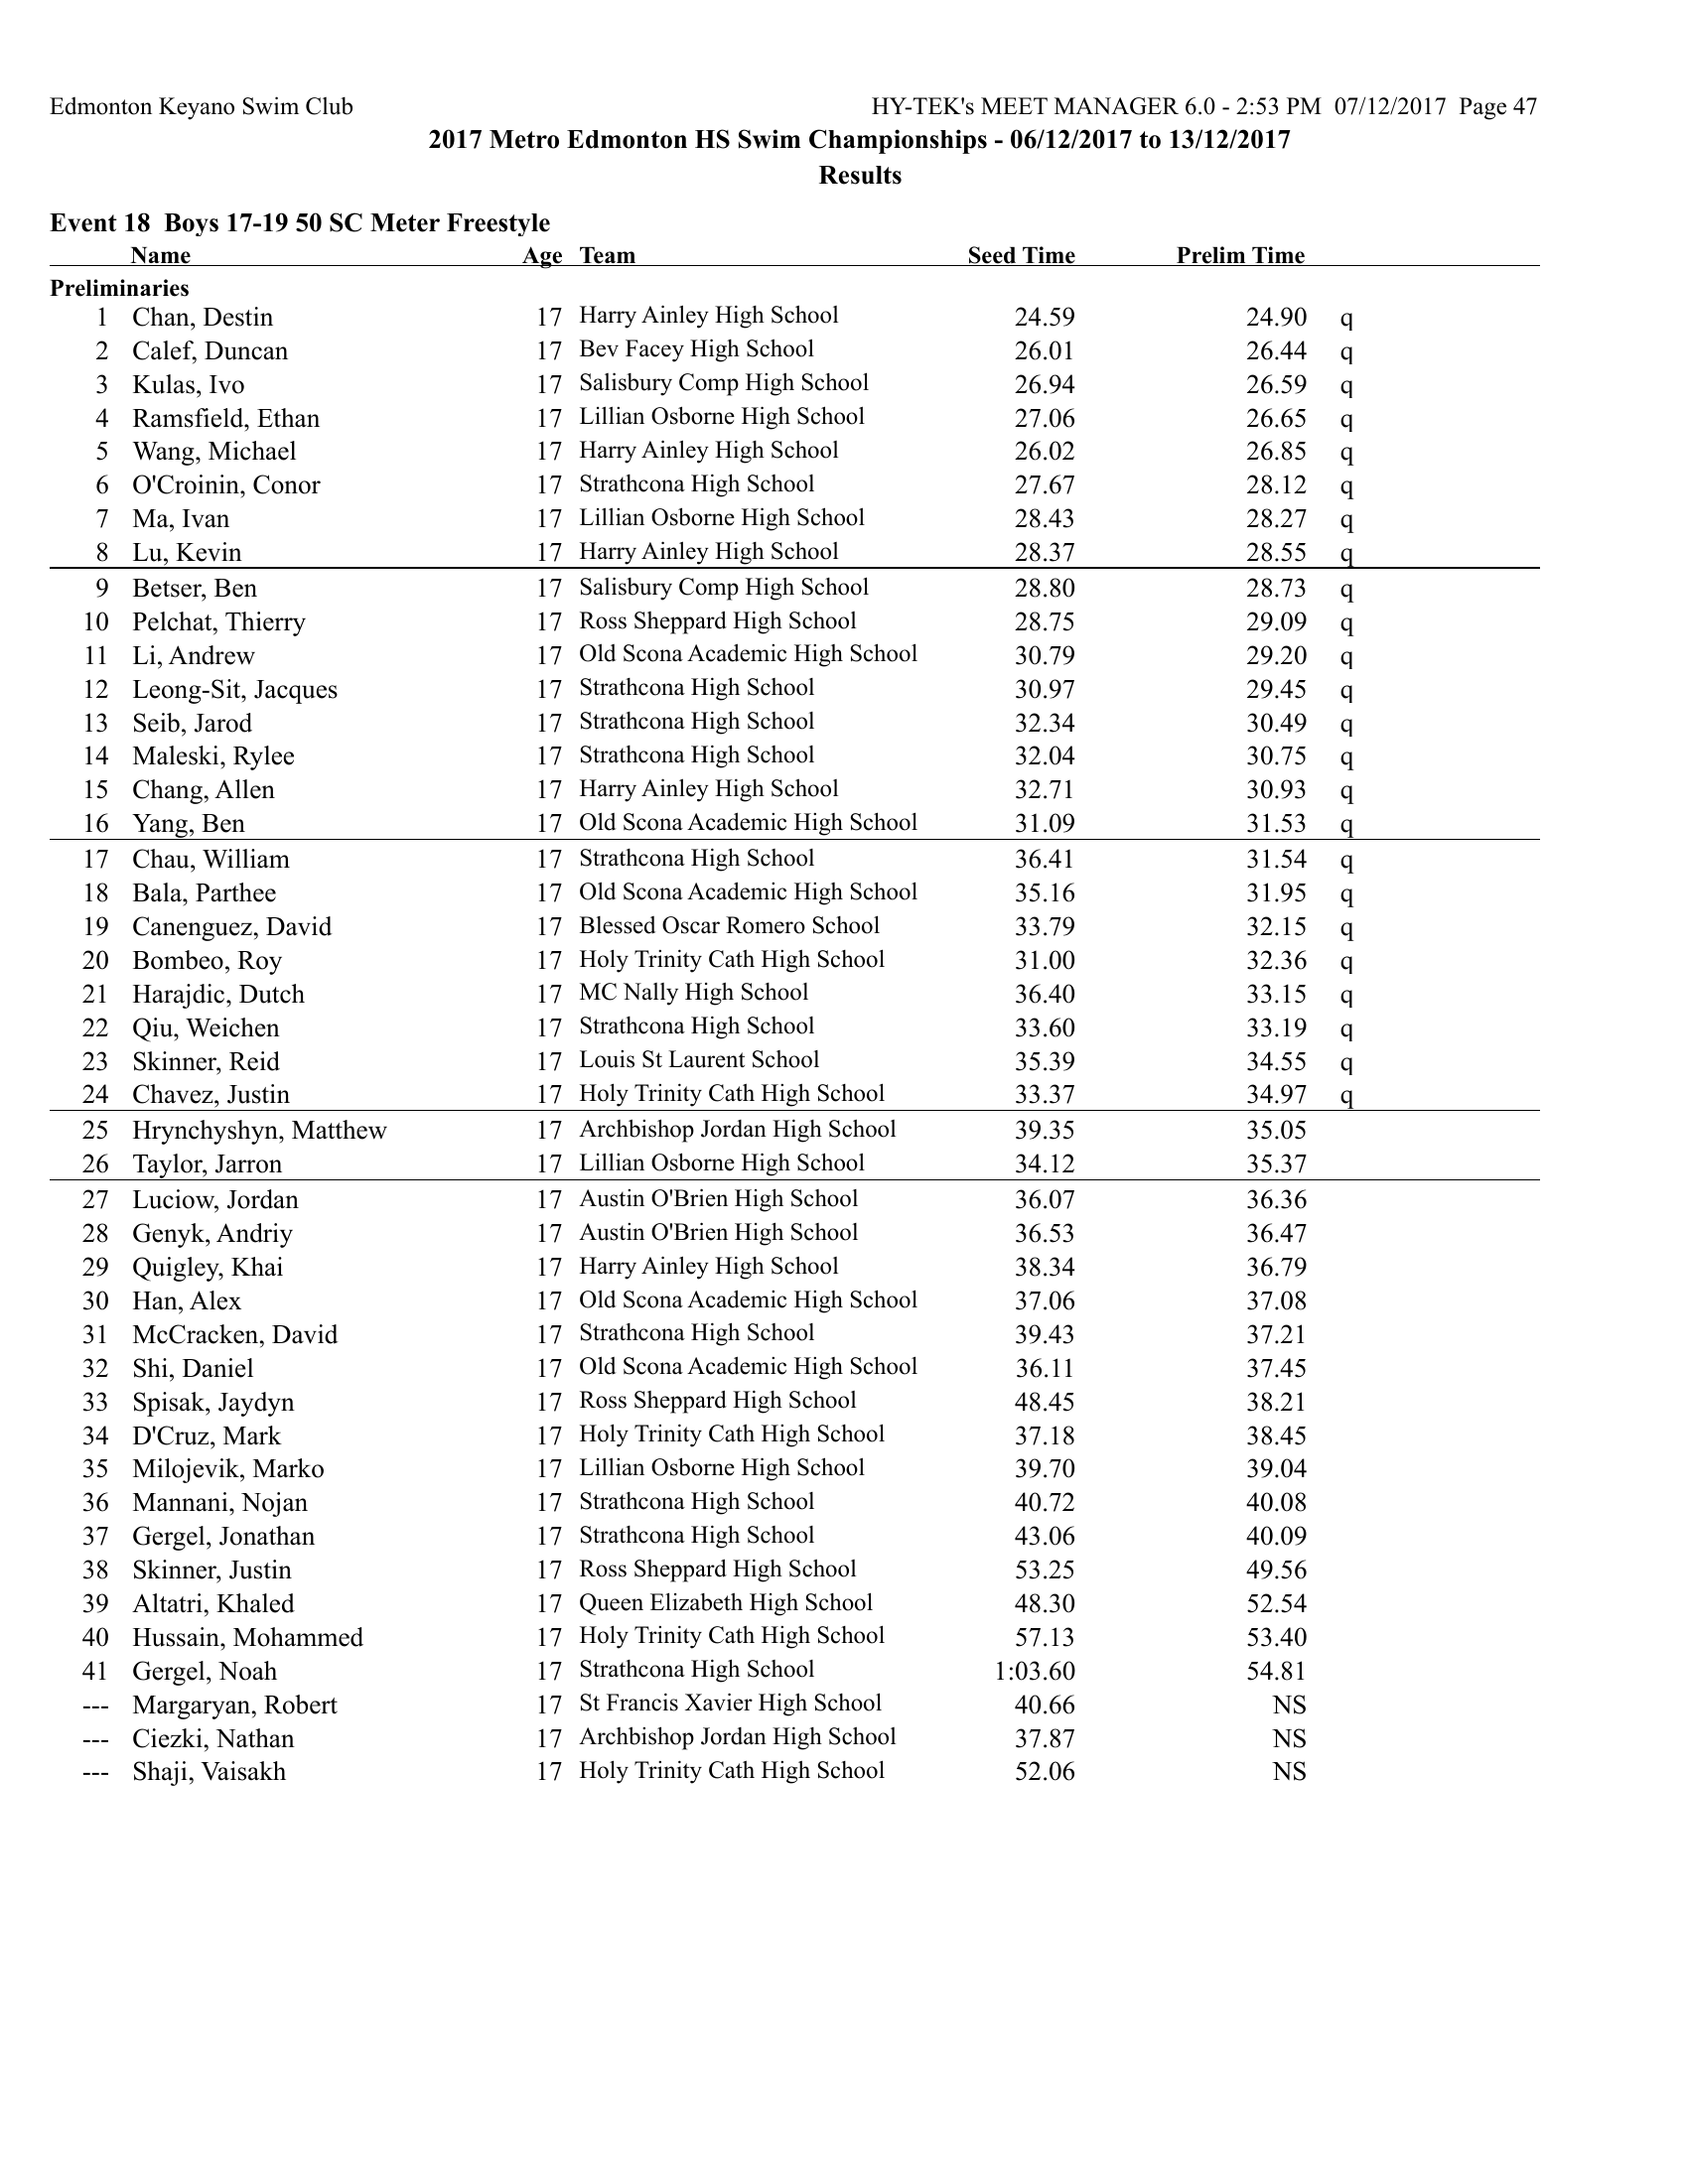 Edmonton Keyano Swim Club HY-TEK's MEET MANAGER 6.0 - 2:53 PM 07/12/2017 Page 47
2017 Metro Edmonton HS Swim Championships - 06/12/2017 to 13/12/2017
Results
Event 18 Boys 17-19 50 SC Meter Freestyle
Name Age Team Seed Time Prelim Time
Preliminaries
1 Chan, Destin 17 Harry Ainley High School 24.59 24.90 q
2 Calef, Duncan 17 Bev Facey High School 26.01 26.44 q
3 Kulas, Ivo 17 Salisbury Comp High School 26.94 26.59 q
4 Ramsfield, Ethan 17 Lillian Osborne High School 27.06 26.65 q
5 Wang, Michael 17 Harry Ainley High School 26.02 26.85 q
6 O'Croinin, Conor 17 Strathcona High School 27.67 28.12 q
7 Ma, Ivan 17 Lillian Osborne High School 28.43 28.27 q
8 Lu, Kevin 17 Harry Ainley High School 28.37 28.55 q
9 Betser, Ben 17 Salisbury Comp High School 28.80 28.73 q
10 Pelchat, Thierry 17 Ross Sheppard High School 28.75 29.09 q
11 Li, Andrew 17 Old Scona Academic High School 30.79 29.20 q
12 Leong-Sit, Jacques 17 Strathcona High School 30.97 29.45 q
13 Seib, Jarod 17 Strathcona High School 32.34 30.49 q
14 Maleski, Rylee 17 Strathcona High School 32.04 30.75 q
15 Chang, Allen 17 Harry Ainley High School 32.71 30.93 q
16 Yang, Ben 17 Old Scona Academic High School 31.09 31.53 q
17 Chau, William 17 Strathcona High School 36.41 31.54 q
18 Bala, Parthee 17 Old Scona Academic High School 35.16 31.95 q
19 Canenguez, David 17 Blessed Oscar Romero School 33.79 32.15 q
20 Bombeo, Roy 17 Holy Trinity Cath High School 31.00 32.36 q
21 Harajdic, Dutch 17 MC Nally High School 36.40 33.15 q
22 Qiu, Weichen 17 Strathcona High School 33.60 33.19 q
23 Skinner, Reid 17 Louis St Laurent School 35.39 34.55 q
24 Chavez, Justin 17 Holy Trinity Cath High School 33.37 34.97 q
25 Hrynchyshyn, Matthew 17 Archbishop Jordan High School 39.35 35.05
26 Taylor, Jarron 17 Lillian Osborne High School 34.12 35.37
27 Luciow, Jordan 17 Austin O'Brien High School 36.07 36.36
28 Genyk, Andriy 17 Austin O'Brien High School 36.53 36.47
29 Quigley, Khai 17 Harry Ainley High School 38.34 36.79
30 Han, Alex 17 Old Scona Academic High School 37.06 37.08
31 McCracken, David 17 Strathcona High School 39.43 37.21
32 Shi, Daniel 17 Old Scona Academic High School 36.11 37.45
33 Spisak, Jaydyn 17 Ross Sheppard High School 48.45 38.21
34 D'Cruz, Mark 17 Holy Trinity Cath High School 37.18 38.45
35 Milojevik, Marko 17 Lillian Osborne High School 39.70 39.04
36 Mannani, Nojan 17 Strathcona High School 40.72 40.08
37 Gergel, Jonathan 17 Strathcona High School 43.06 40.09
38 Skinner, Justin 17 Ross Sheppard High School 53.25 49.56
39 Altatri, Khaled 17 Queen Elizabeth High School 48.30 52.54
40 Hussain, Mohammed 17 Holy Trinity Cath High School 57.13 53.40
41 Gergel, Noah 17 Strathcona High School 1:03.60 54.81
--- Margaryan, Robert 17 St Francis Xavier High School 40.66 NS
--- Ciezki, Nathan 17 Archbishop Jordan High School 37.87 NS
--- Shaji, Vaisakh 17 Holy Trinity Cath High School 52.06 NS